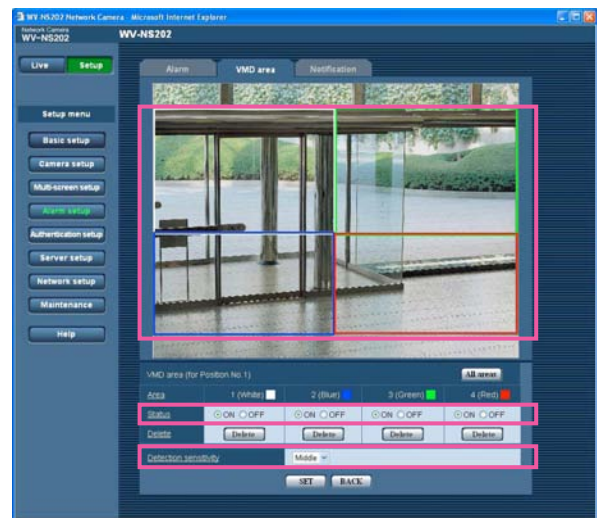 WV-NS202 Network Camera - Microsoft Internet Explorer
Network Camera
WV-NS202
WV-NS202
Live Setup
Alarm VMD area Notification
Setup menu
Basic setup
Camera setup
Multi-screen setup
Alarm setup
Authentication setup
Server setup
Network setup
Maintenance
Help
VMD area (for Position No.1) All areas
Area 1 (White) 2 (Blue) 3 (Green) 4 (Red)
Status ON OFF ON OFF ON OFF ON OFF
Delete Delete Delete Delete Delete
Detection sensitivity Middle
SET BACK